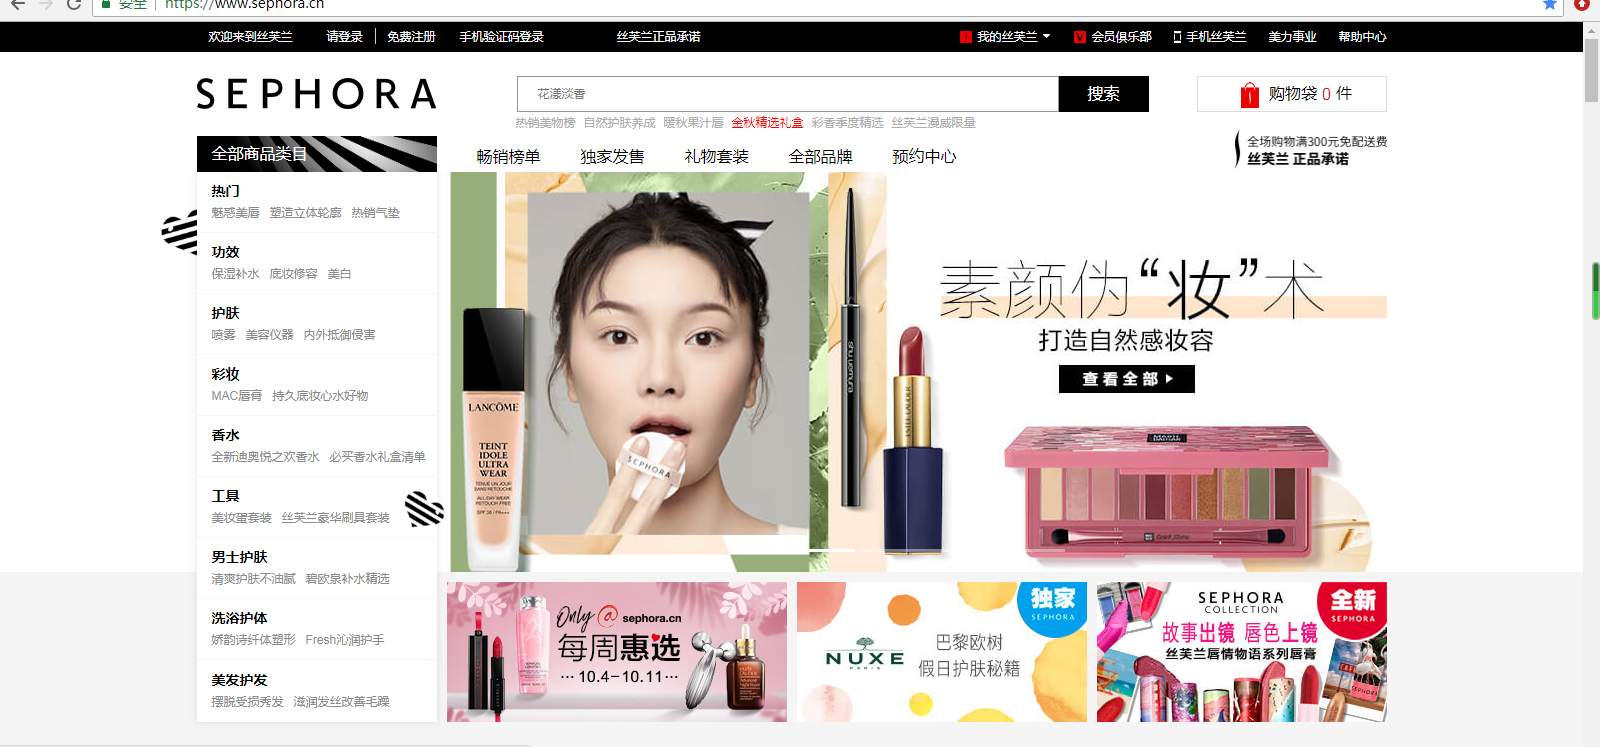 安全 https://www.sephora.cn
欢迎来到丝芙兰 请登录 免费注册 手机验证码登录 丝芙兰正品承诺 我的丝芙兰 会员俱乐部 手机丝芙兰 美力事业 帮助中心
SEPHORA
花漾淡香 搜索
购物袋 0 件
热销美物榜 自然护肤养成 暖秋果汁唇 金秋精选礼盒 彩香季度精选 丝芙兰漫威限量
全场购物满300元免配送费
丝芙兰 正品承诺
全部商品类目
畅销榜单 独家发售 礼物套装 全部品牌 预约中心
热门
魅惑美唇 塑造立体轮廓 热销气垫
功效
保湿补水 底妆修容 美白
护肤
喷雾 美容仪器 内外抵御侵害
彩妆
MAC唇膏 持久底妆心水好物
香水
全新迪奥悦之欢香水 必买香水礼盒清单
工具
美妆蛋套装 丝芙兰豪华刷具套装
男士护肤
清爽护肤不油腻 碧欧泉补水精选
洗浴护体
娇韵诗纤体塑形 Fresh沁润护手
美发护发
摆脱受损秀发 滋润发丝改善毛躁
素颜伪“妆”术
打造自然感妆容
查看全部
LANCÔME
TEINT
IDOLE
ULTRA
WEAR
SEPHORA
shu uemura
ESTEE LAUDER
Only @ sephora.cn
每周惠选
··· 10.4-10.11 ···
独家
SEPHORA
NUXE
PARIS
巴黎欧树
假日护肤秘籍
SEPHORA
COLLECTION
全新
SEPHORA
故事出镜 唇色上镜
丝芙兰唇情物语系列唇膏
SEPHORA